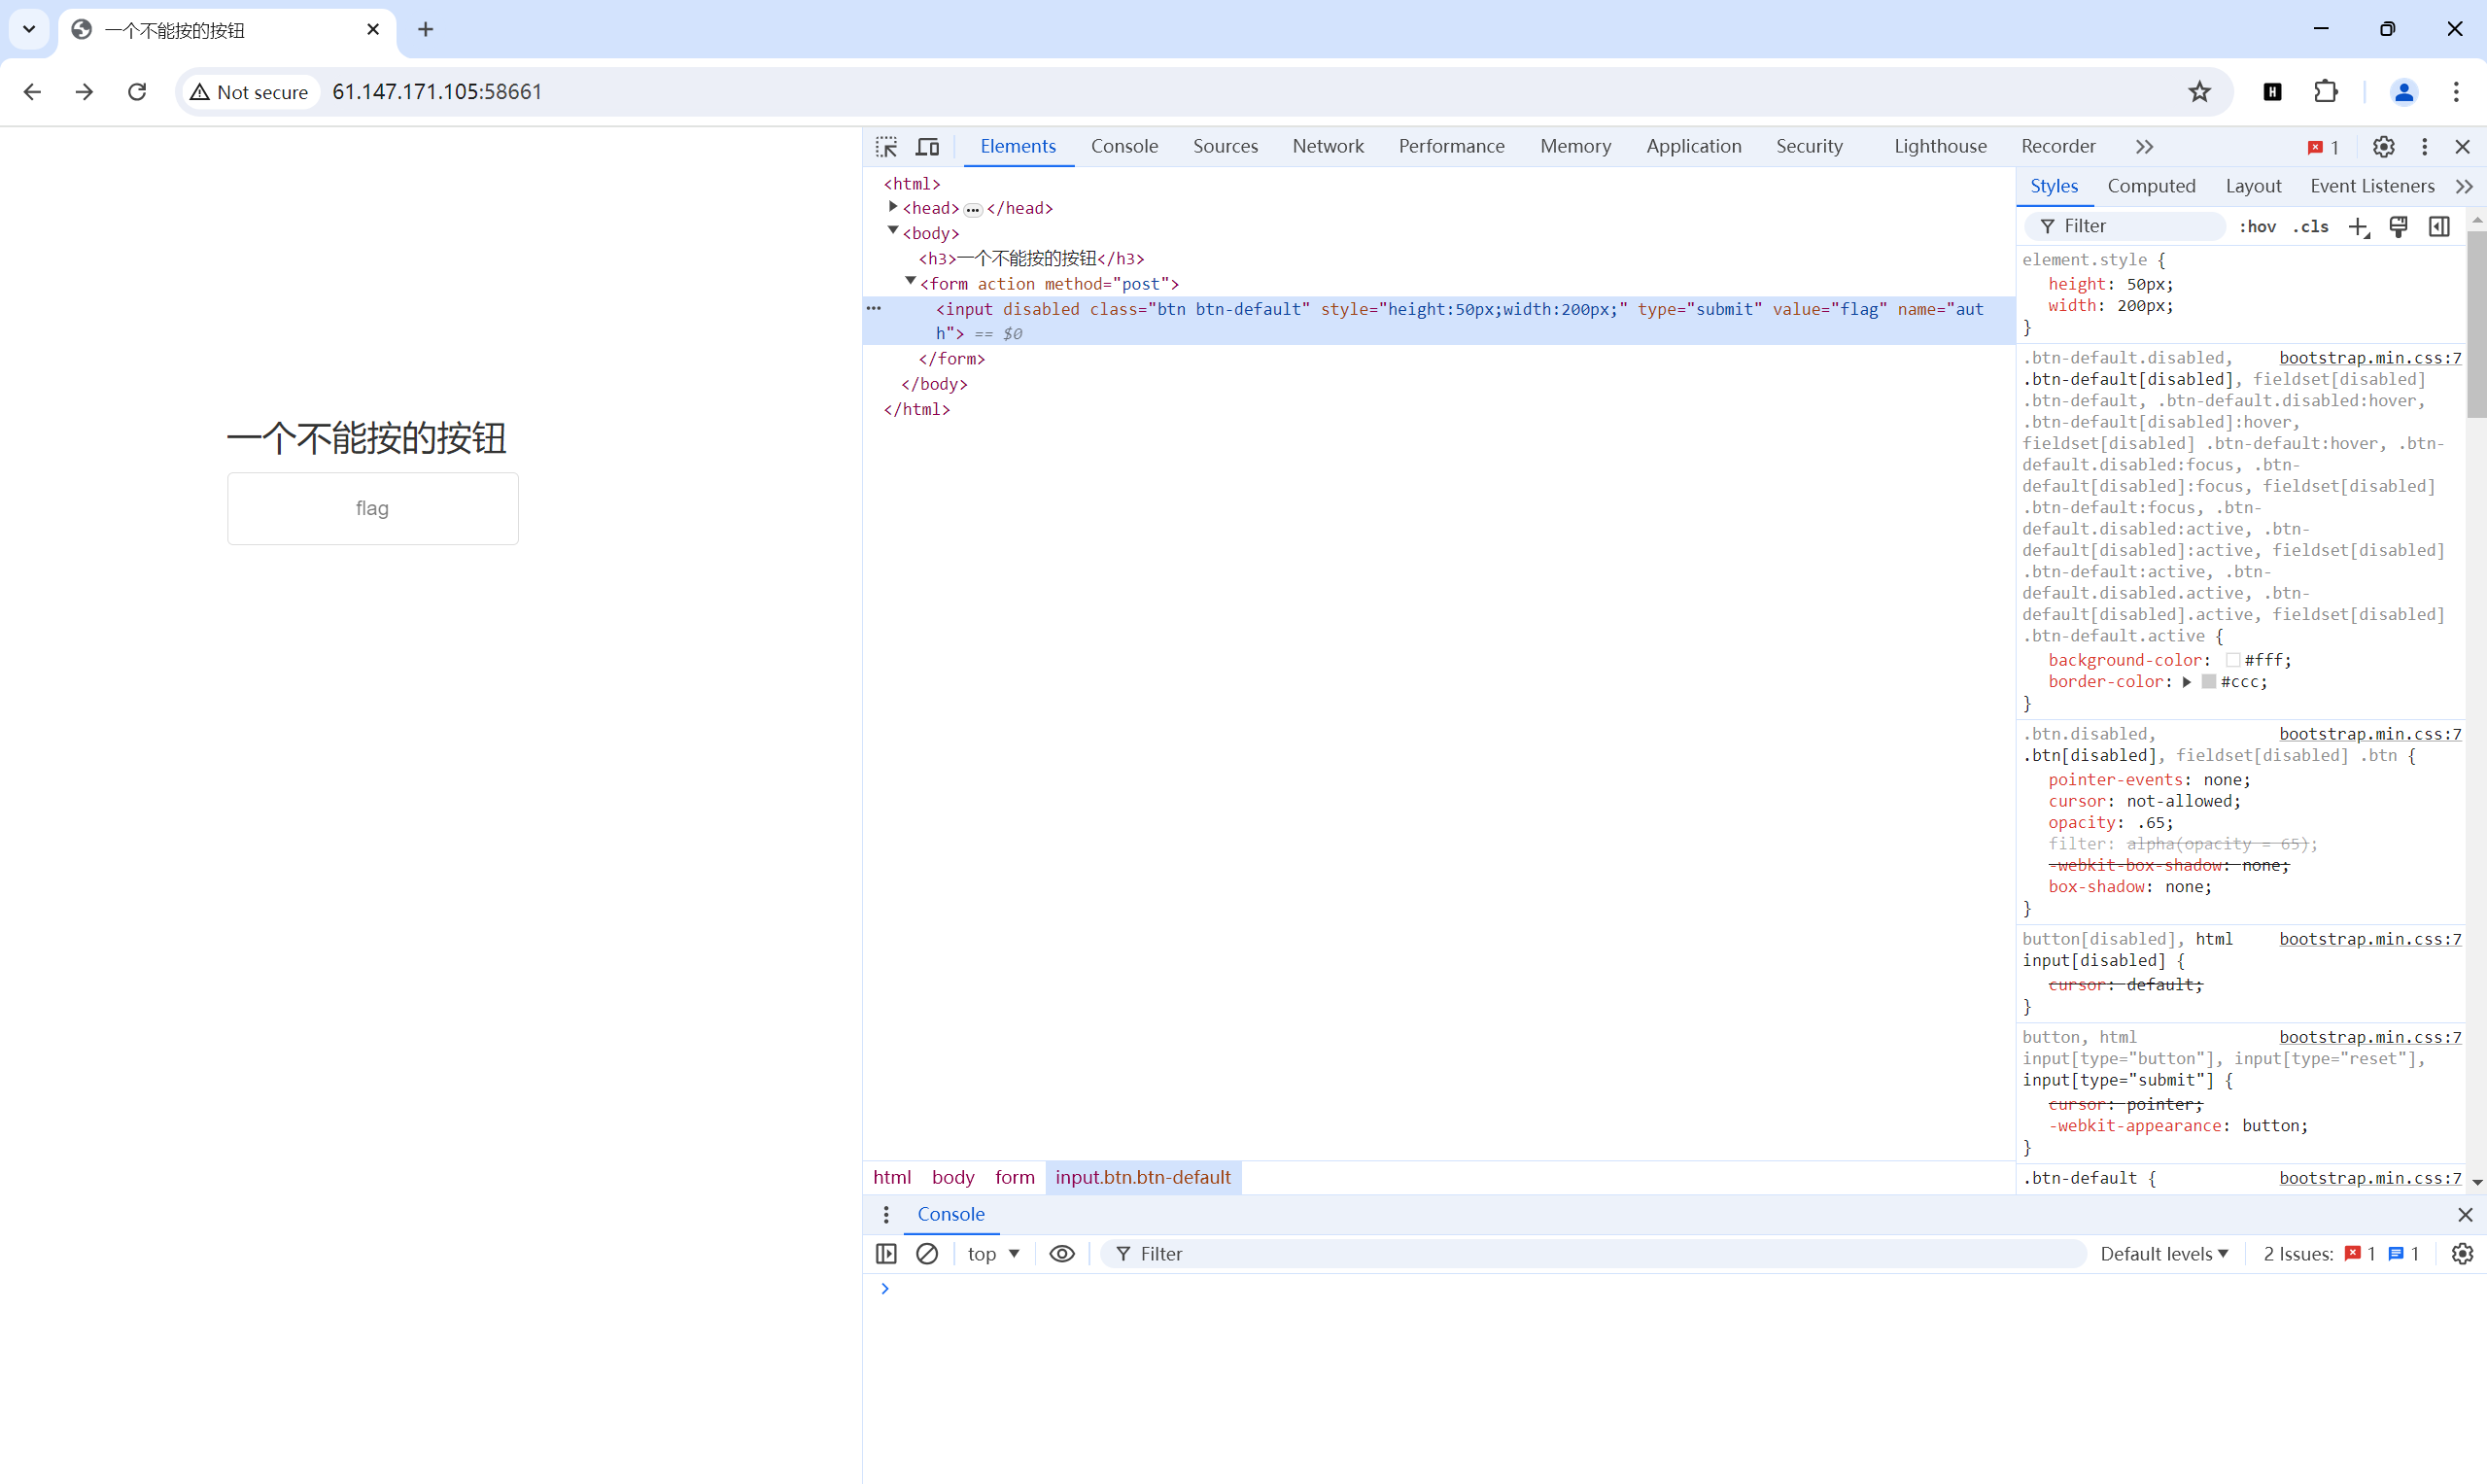 一个不能按的按钮
Not secure 61.147.171.105:58661
一个不能按的按钮
flag
Elements Console Sources Network Performance Memory Application Security Lighthouse Recorder 1
<html>
<head> </head>
<body>
<h3>一个不能按的按钮</h3>
<form action method="post">
<input disabled class="btn btn-default" style="height:50px;width:200px;" type="submit" value="flag" name="aut
h"> == $0
</form>
</body>
</html>
html body form input.btn.btn-default
Styles Computed Layout Event Listeners
Filter :hov .cls
element.style {
height: 50px;
width: 200px;
}
.btn-default.disabled, bootstrap.min.css:7
.btn-default[disabled], fieldset[disabled]
.btn-default, .btn-default.disabled:hover,
.btn-default[disabled]:hover,
fieldset[disabled] .btn-default:hover, .btn-
default.disabled:focus, .btn-
default[disabled]:focus, fieldset[disabled]
.btn-default:focus, .btn-
default.disabled:active, .btn-
default[disabled]:active, fieldset[disabled]
.btn-default:active, .btn-
default.disabled.active, .btn-
default[disabled].active, fieldset[disabled]
.btn-default.active {
background-color: #fff;
border-color: #ccc;
}
.btn.disabled, bootstrap.min.css:7
.btn[disabled], fieldset[disabled] .btn {
pointer-events: none;
cursor: not-allowed;
opacity: .65;
filter: alpha(opacity = 65);
-webkit-box-shadow: none;
box-shadow: none;
}
button[disabled], html bootstrap.min.css:7
input[disabled] {
cursor: default;
}
button, html bootstrap.min.css:7
input[type="button"], input[type="reset"],
input[type="submit"] {
cursor: pointer;
-webkit-appearance: button;
}
.btn-default { bootstrap.min.css:7
Console
top Filter Default levels 2 Issues: 1 1